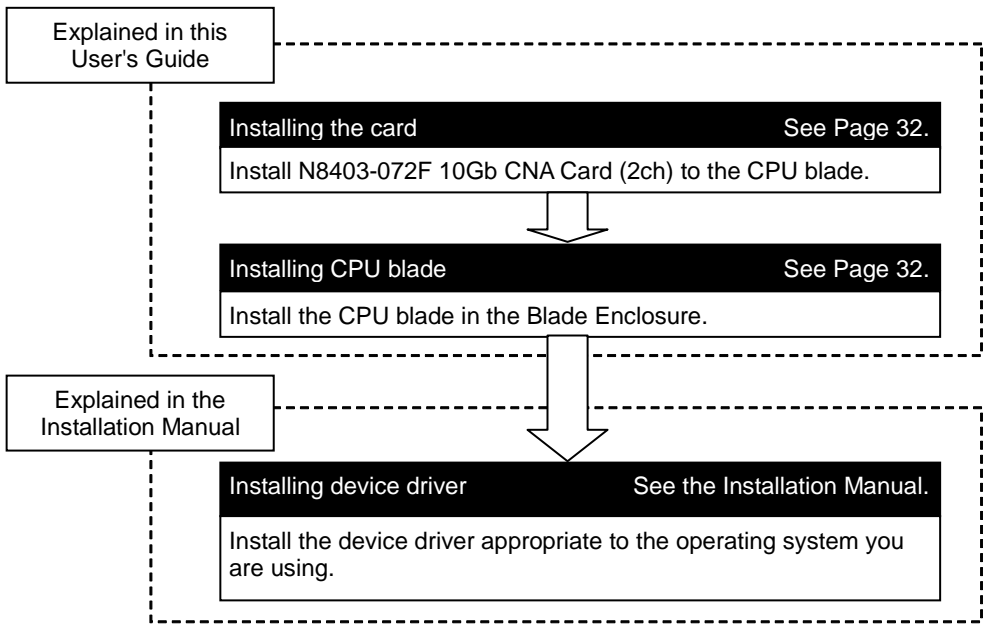 Explained in this
User's Guide
Installing the card See Page 32.
Install N8403-072F 10Gb CNA Card (2ch) to the CPU blade.
Installing CPU blade See Page 32.
Install the CPU blade in the Blade Enclosure.
Explained in the
Installation Manual
Installing device driver See the Installation Manual.
Install the device driver appropriate to the operating system you
are using.